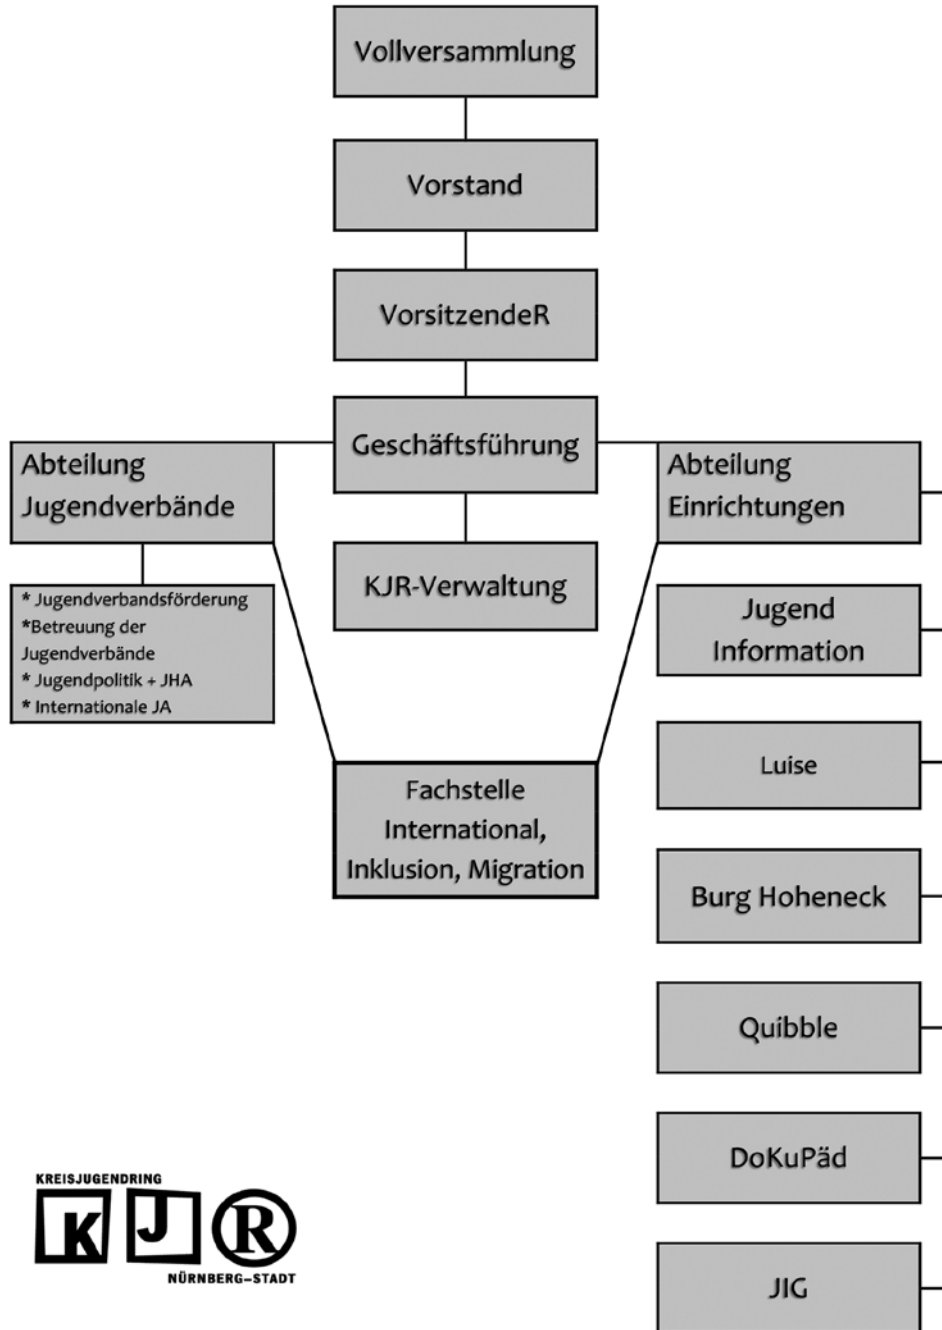 Vollversammlung
Vorstand
VorsitzendeR
Geschäftsführung
Abteilung
Jugendverbände
Abteilung
Einrichtungen
KJR-Verwaltung
* Jugendverbandsförderung
*Betreuung der
Jugendverbände
* Jugendpolitik + JHA
* Internationale JA
Jugend
Information
Luise
Fachstelle
International,
Inklusion, Migration
Burg Hoheneck
Quibble
DoKuPäd
JIG
KREISJUGENDRING
KJR
NÜRNBERG-STADT